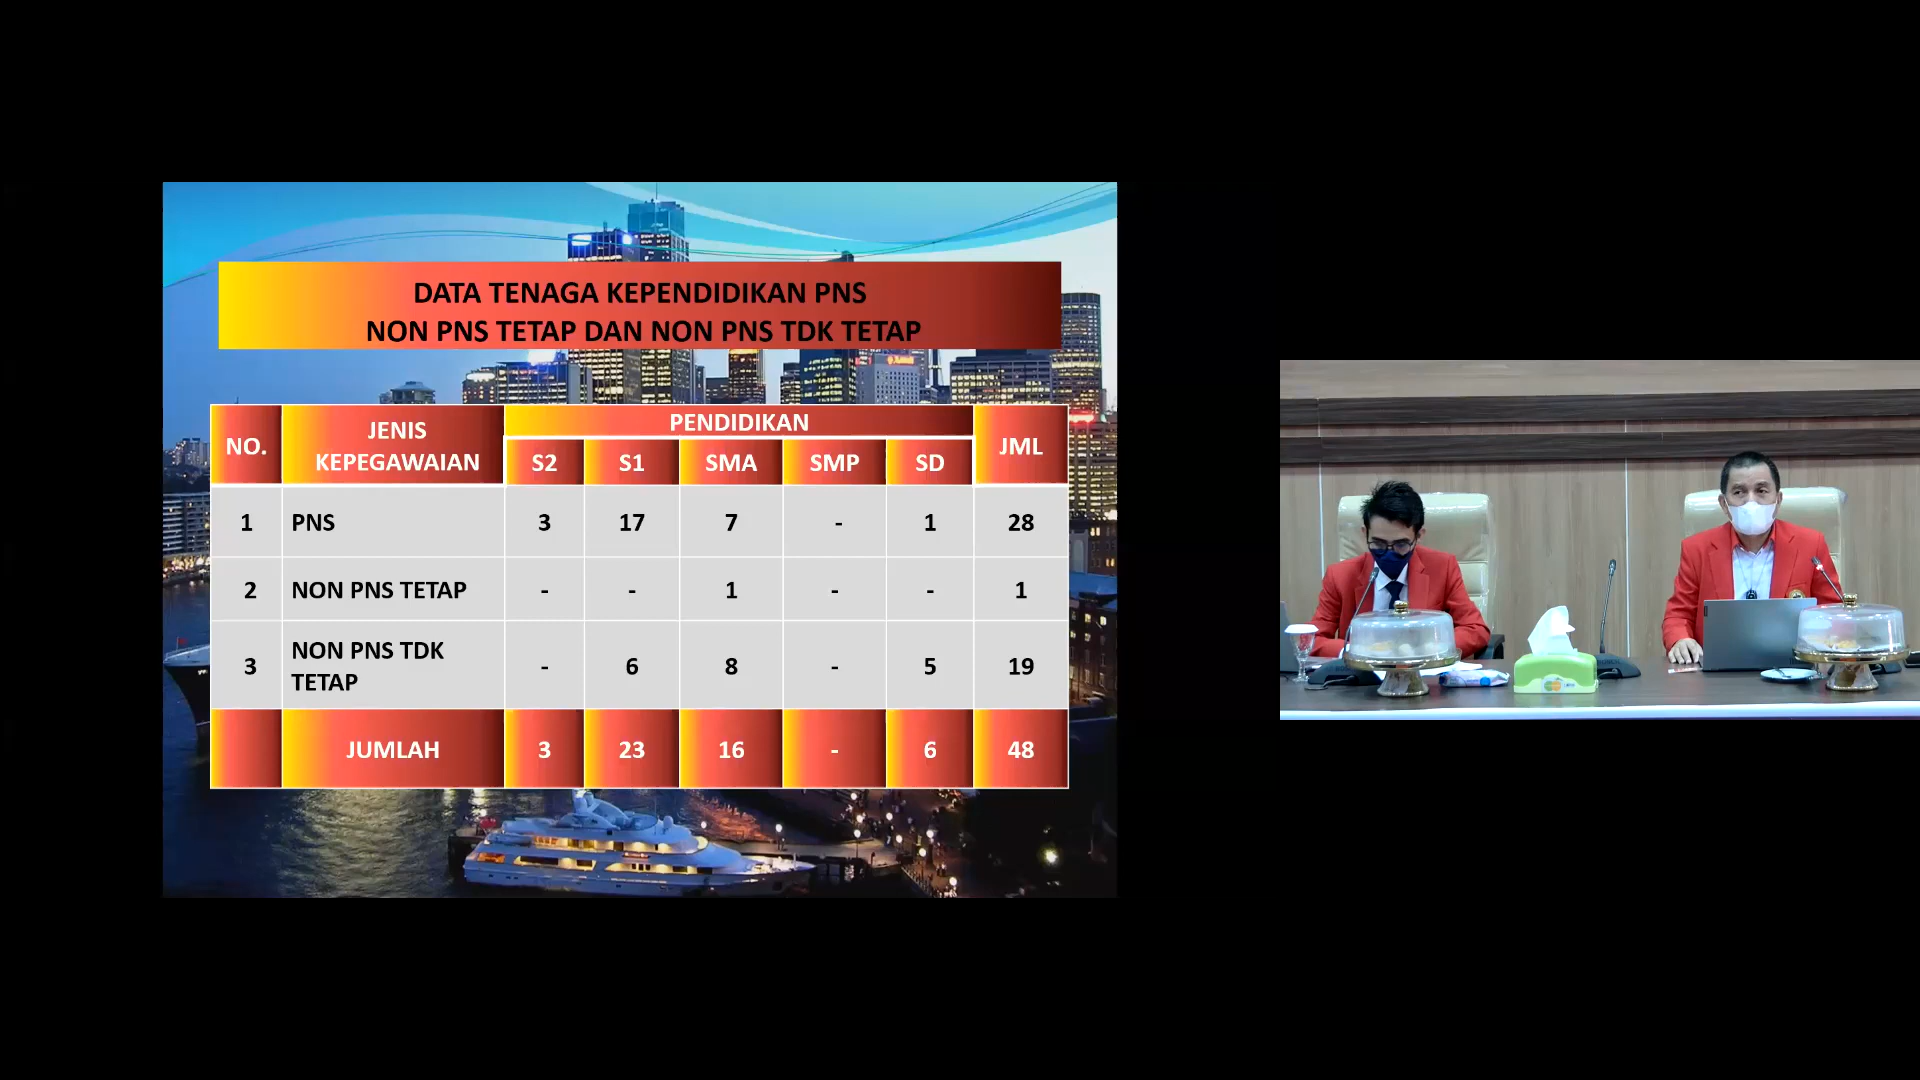 DATA TENAGA KEPENDIDIKAN PNS
NON PNS TETAP DAN NON PNS TDK TETAP
NO. JENIS KEPEGAWAIAN PENDIDIKAN JML
S2 S1 SMA SMP SD
1 PNS 3 17 7 - 1 28
2 NON PNS TETAP - - 1 - - 1
3 NON PNS TDK TETAP - 6 8 - 5 19
JUMLAH 3 23 16 - 6 48